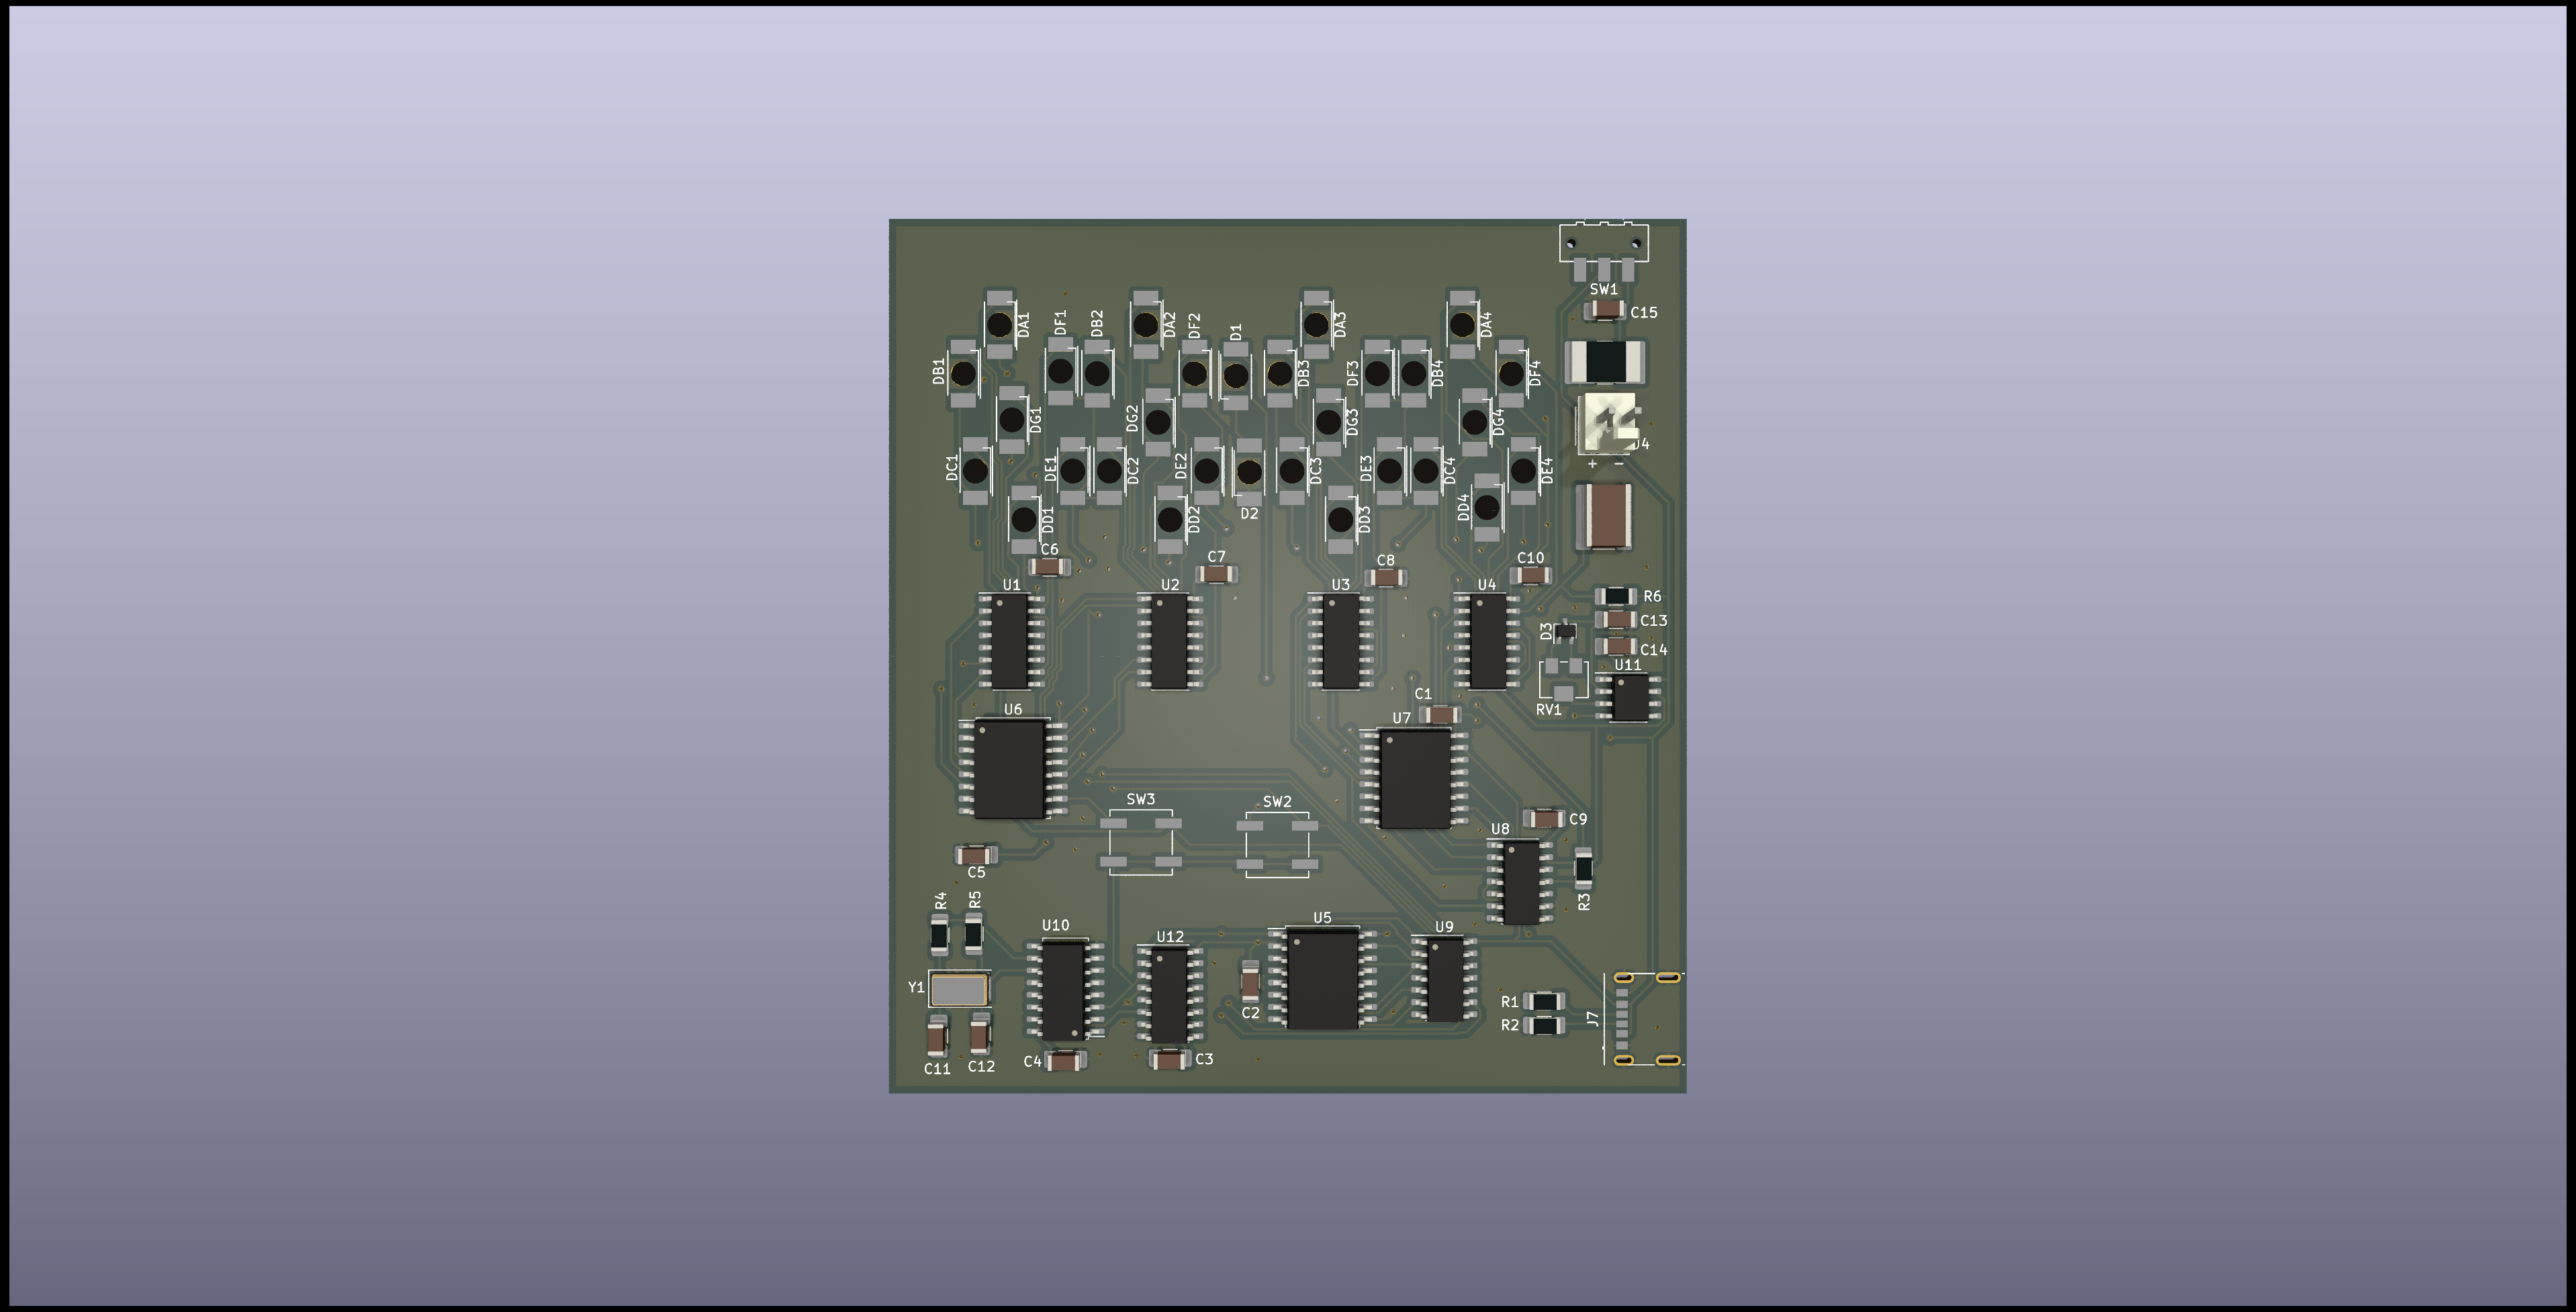 SW1
C15
DA1
DF1
DB2
DA2
DF2
D1
DA3
DA4
DB1
DB3
DF3
DB4
DF4
DG1
DG2
DG3
DG4
+ −
DC1
DE1
DC2
DE2
DC3
DE3
DC4
DE4
DD1
DD2
D2
DD3
DD4
C6
C7
C8
C10
U1
U2
U3
U4
R6
C13
D3
C14
U11
C1
RV1
U6
U7
SW3
SW2
C9
U8
C5
R4
R5
R3
U10
U12
U5
U9
Y1
C2
R1
R2
J7
C11
C12
C4
C3